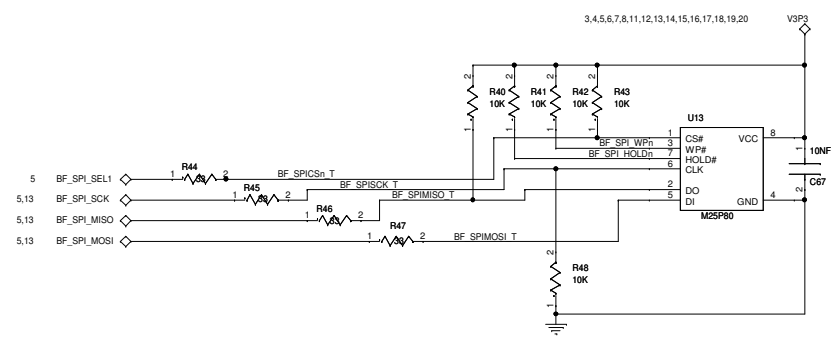 3,4,5,6,7,8,11,12,13,14,15,16,17,18,19,20 V3P3
2 2 2 2
R40 R41 R42 R43
10K 10K 10K 10K
1 1 1 1
U13
1 CS# VCC 8
BF_SPI_WPn 3 WP#
BF_SPI_HOLDn 7 HOLD#
6 CLK
2 DO
5 DI GND 4
M25P80
1 10NF
2 C67
R44
5 BF_SPI_SEL1 1 33 2 BF_SPICSn_T
R45
5,13 BF_SPI_SCK 1 33 2 BF_SPISCK_T
R46
5,13 BF_SPI_MISO 1 33 2 BF_SPIMISO_T
R47
5,13 BF_SPI_MOSI 1 33 2 BF_SPIMOSI_T
2
R48
10K
1